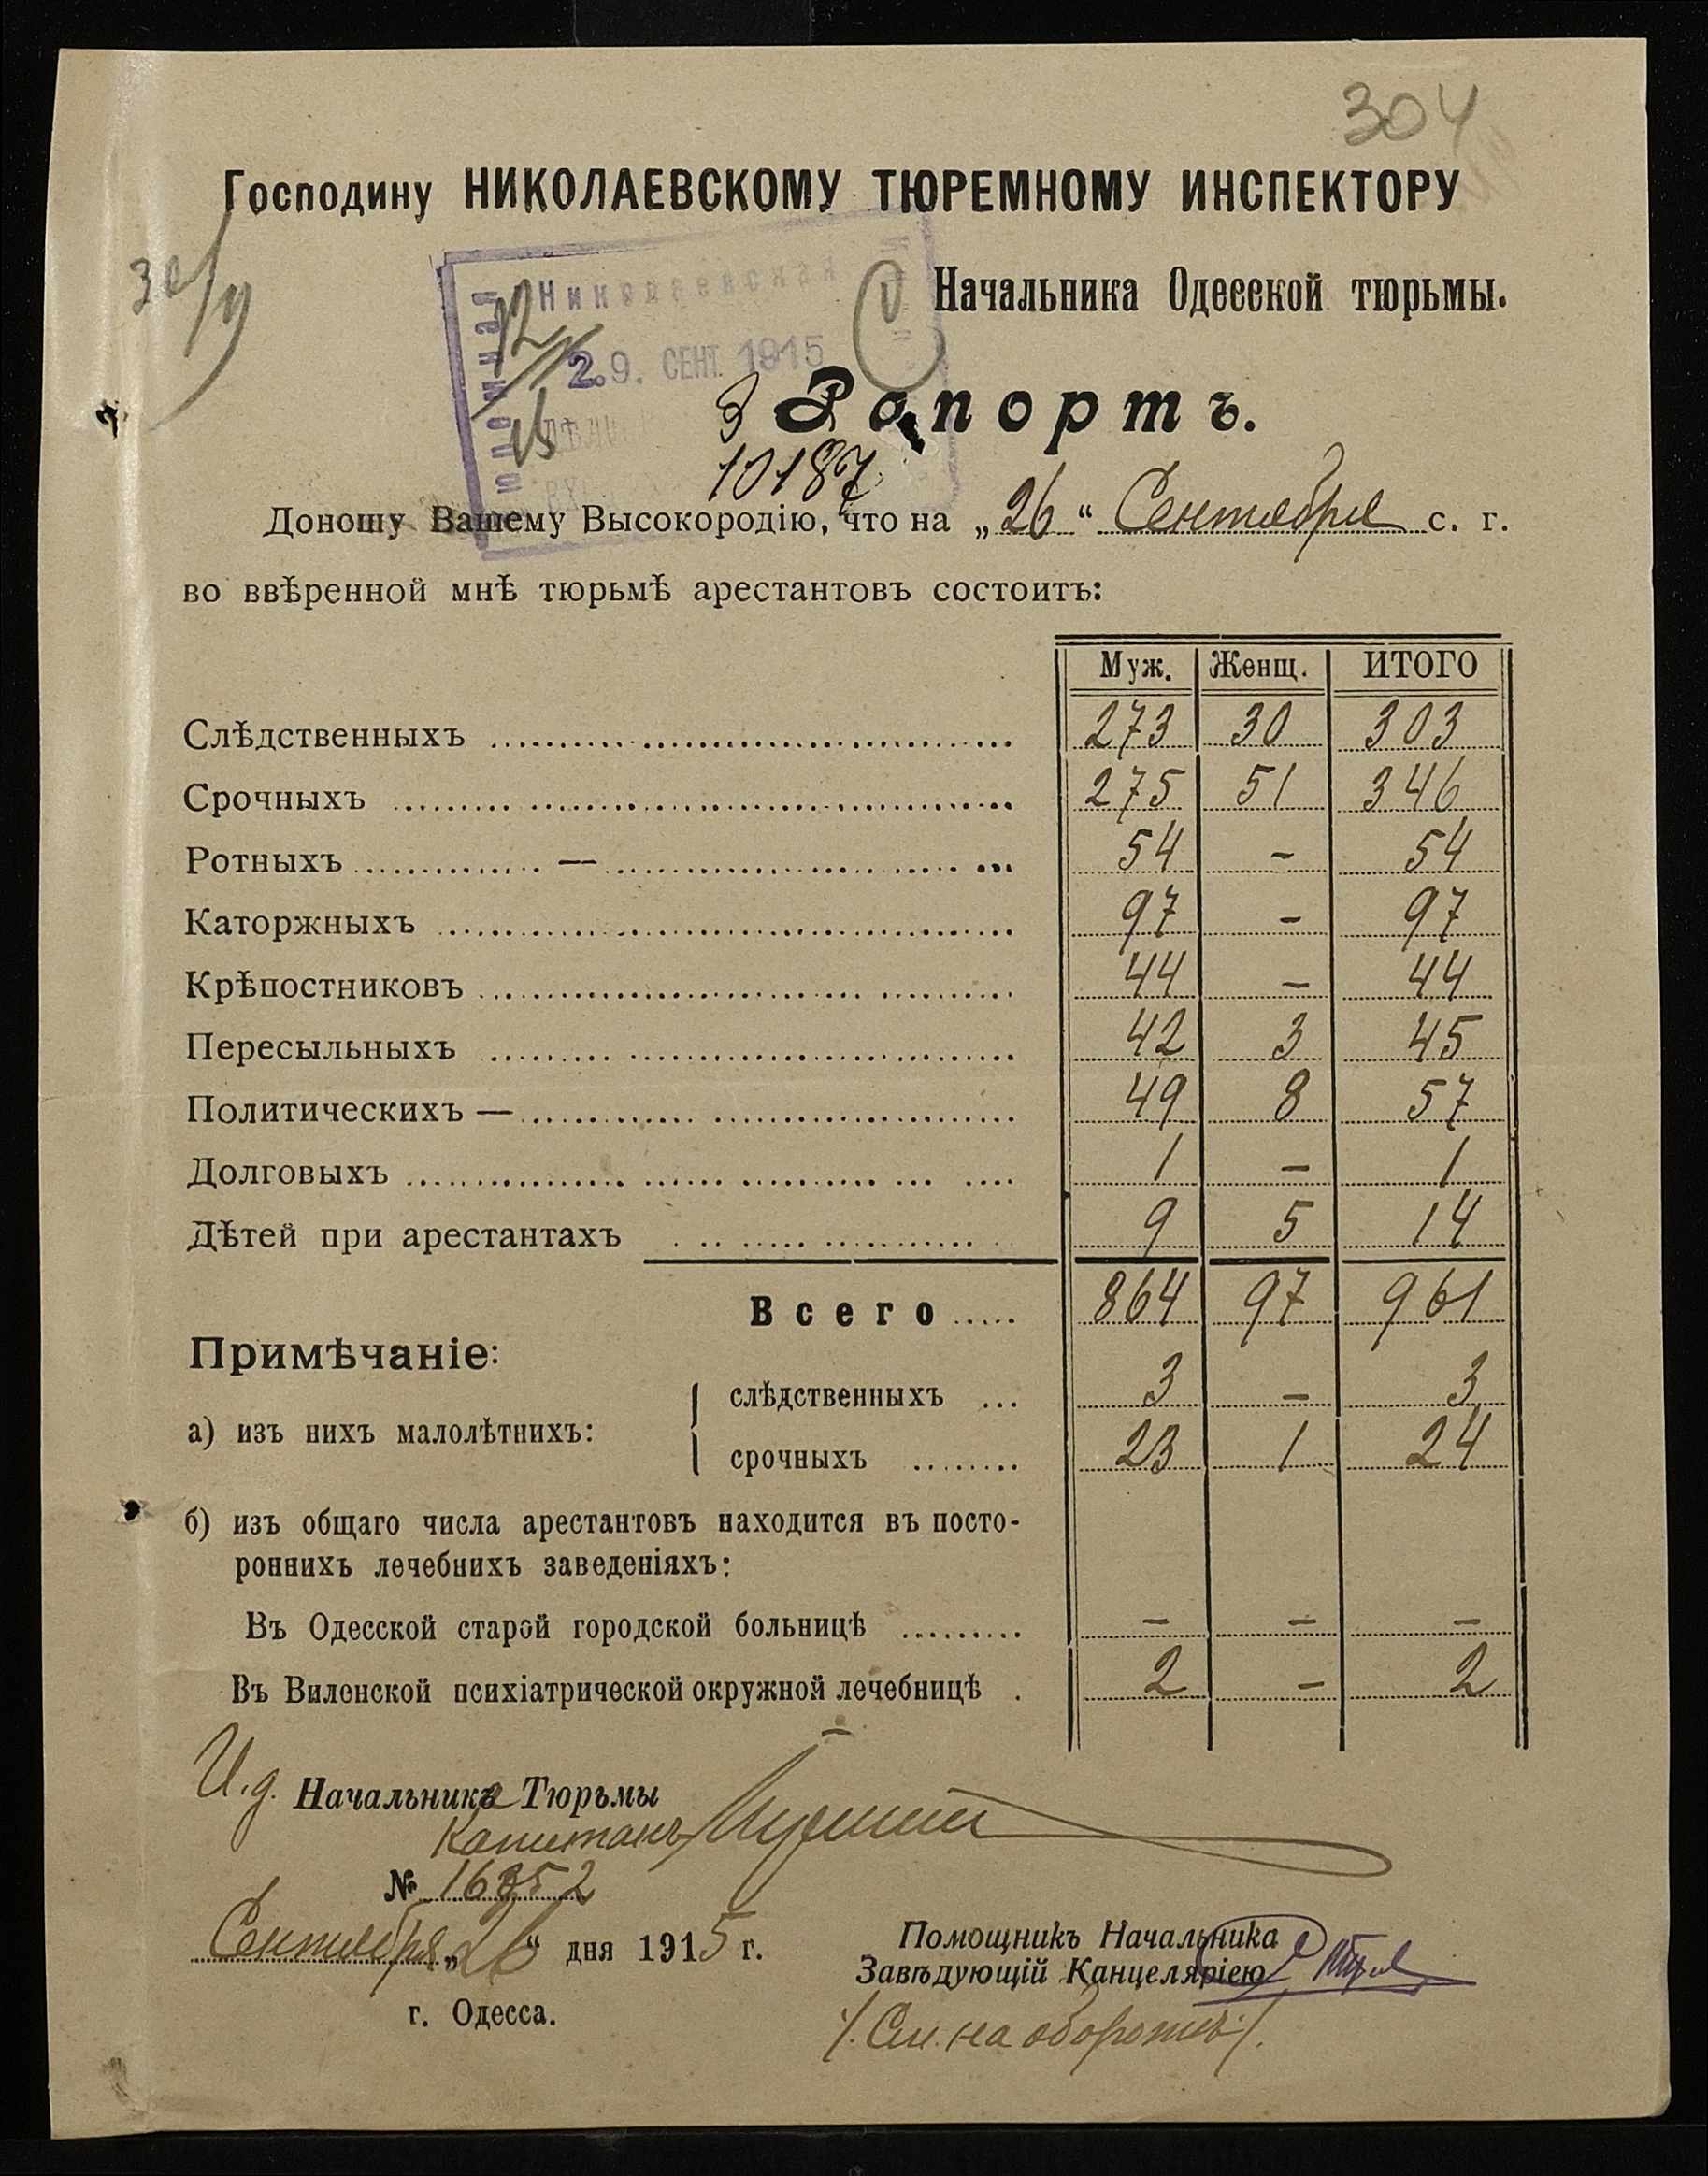 304
Господину НИКОЛАЕВСКОМУ ТЮРЕМНОМУ ИНСПЕКТОРУ
Начальника Одесской тюрьмы.
Николаевская
29. СЕНТ. 1915
Рапортъ.
10187
Доношу Вашему Высокородію, что на „26“ Сентября с. г.
во ввѣренной мнѣ тюрьмѣ арестантовъ состоитъ:
Муж. Женщ. ИТОГО
Слѣдственныхъ 273 30 303
Срочныхъ 275 51 346
Ротныхъ — 54 - 54
Каторжныхъ 97 - 97
Крѣпостниковъ 44 - 44
Пересыльныхъ 42 3 45
Политическихъ — 49 8 57
Долговыхъ 1 - 1
Дѣтей при арестантахъ 9 5 14
Всего 864 97 961
Примѣчаніе:
а) изъ нихъ малолѣтнихъ:
слѣдственныхъ 3 - 3
срочныхъ 23 1 24
б) изъ общаго числа арестантовъ находится въ посто-
роннихъ лечебнихъ заведеніяхъ:
Въ Одесской старой городской больницѣ - - -
Въ Виленской психіатрической окружной лечебницѣ 2 - 2
И.д. Начальника Тюрьмы
Капитанъ
№ 16352
Сентября „26“ дня 1915 г.
г. Одесса.
Помощникъ Начальника
Завѣдующій Канцеляріею
/. См. на оборотѣ ./.